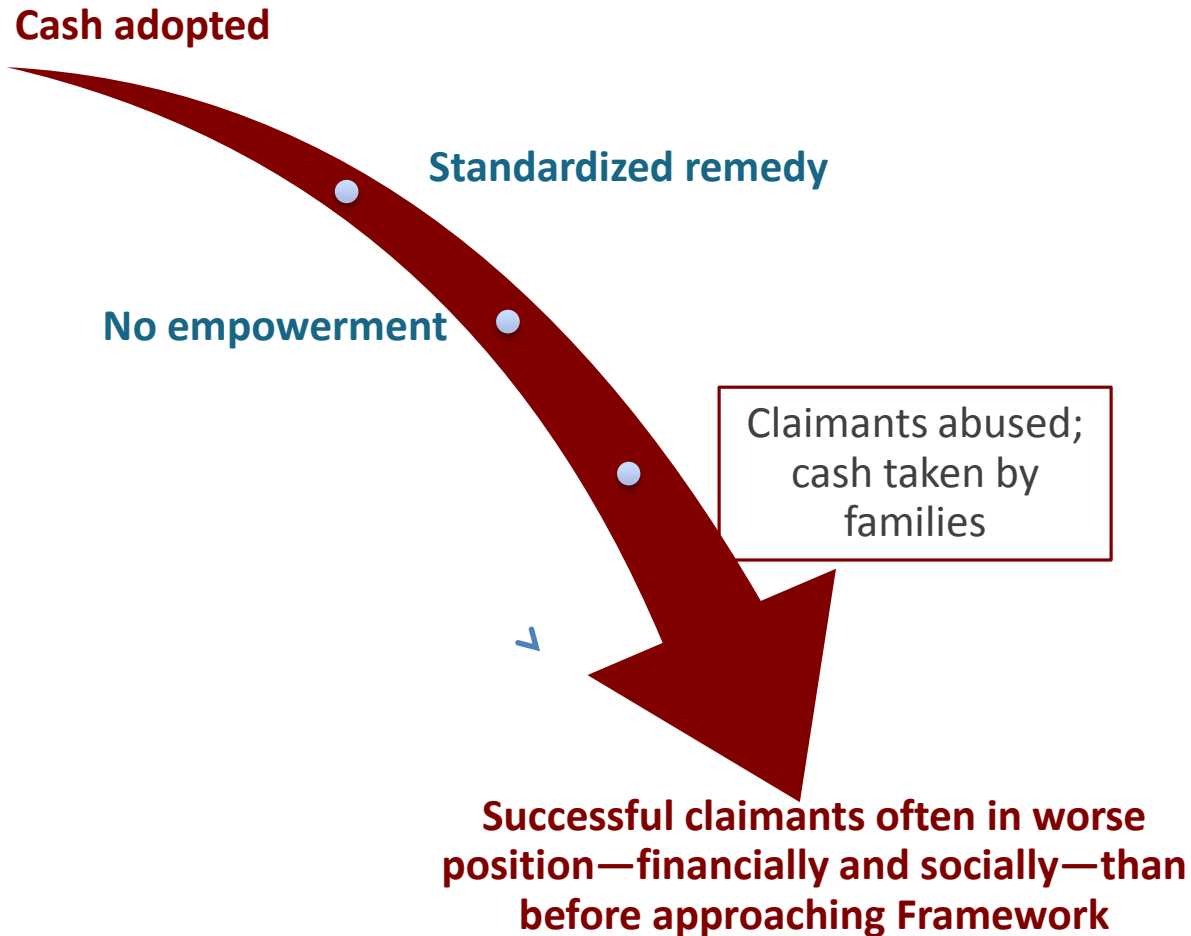 Cash adopted
Standardized remedy
No empowerment
Claimants abused;
cash taken by
families
Successful claimants often in worse
position—financially and socially—than
before approaching Framework